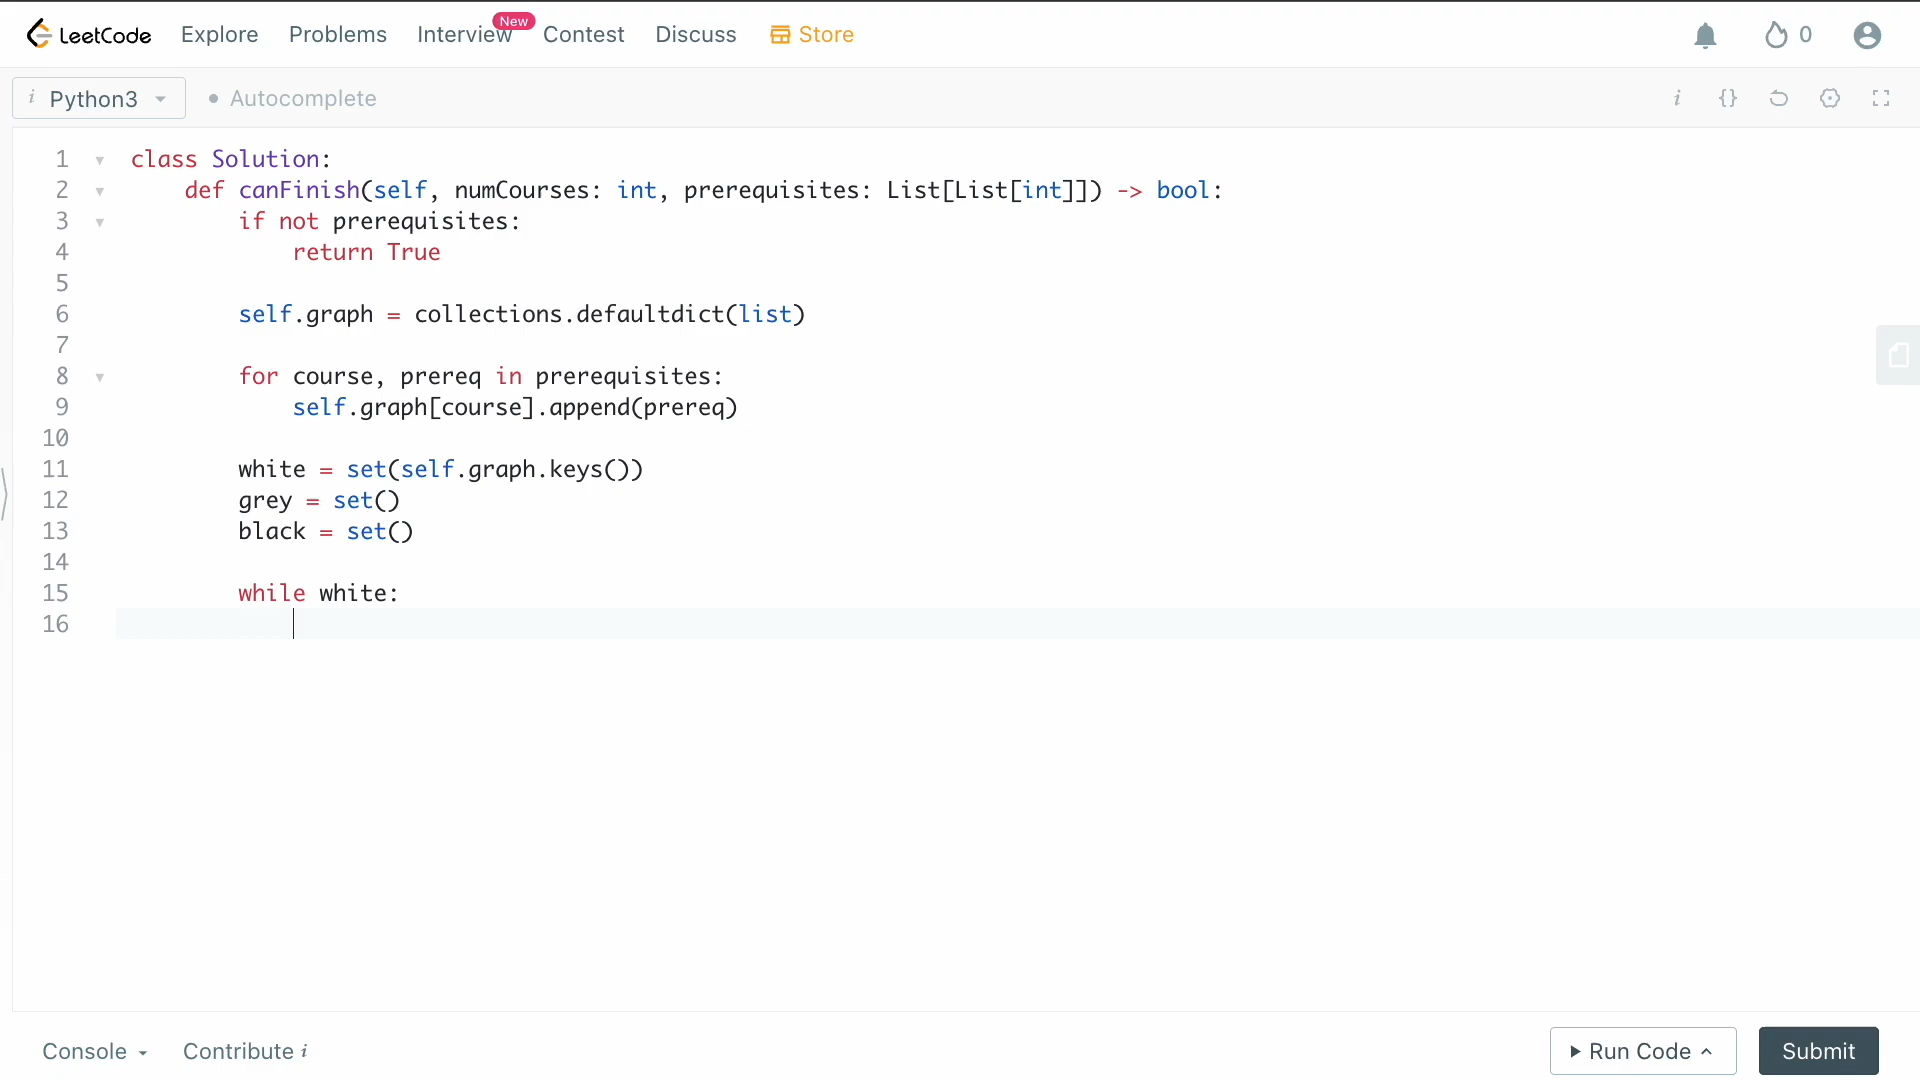 LeetCode Explore Problems Interview New Contest Discuss Store 0
i Python3 Autocomplete i {}
1 class Solution:
2 def canFinish(self, numCourses: int, prerequisites: List[List[int]]) -> bool:
3 if not prerequisites:
4 return True
5
6 self.graph = collections.defaultdict(list)
7
8 for course, prereq in prerequisites:
9 self.graph[course].append(prereq)
10
11 white = set(self.graph.keys())
12 grey = set()
13 black = set()
14
15 while white:
16
Console Contribute i Run Code Submit